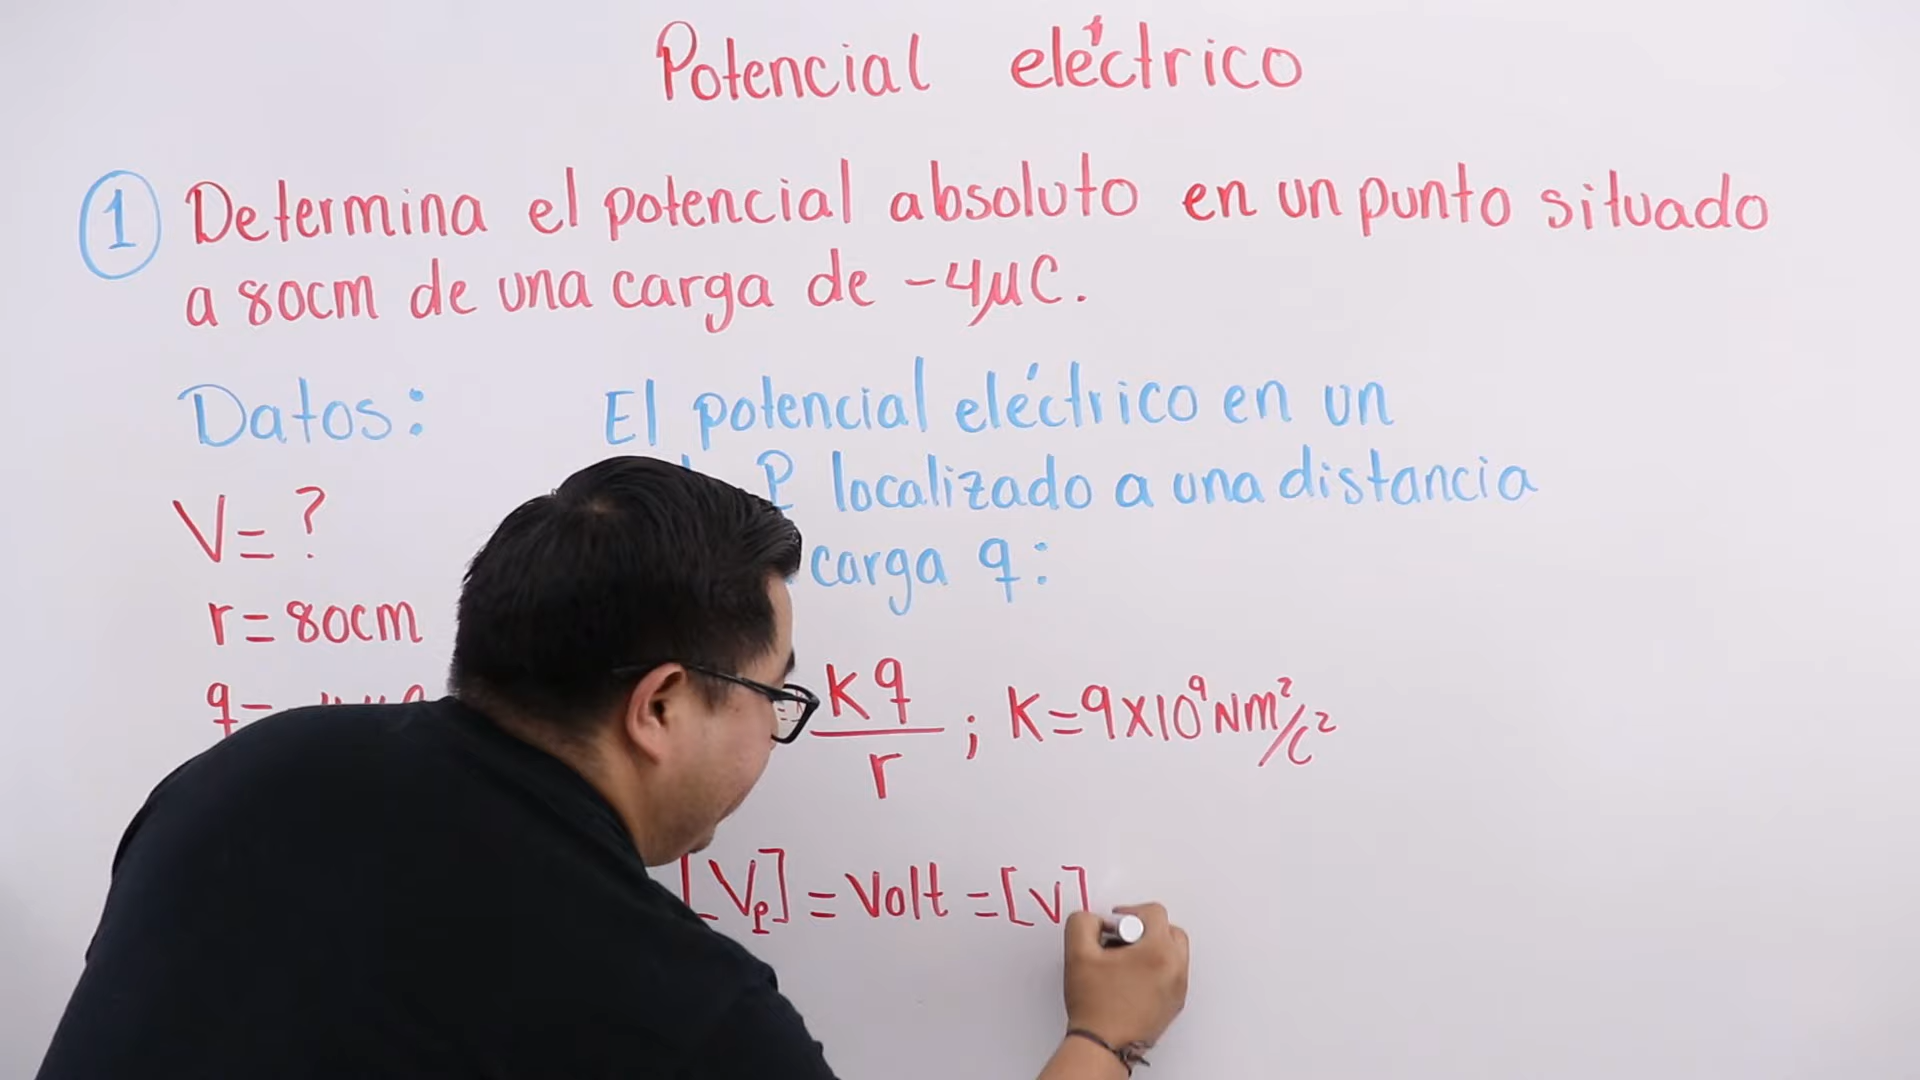 Potencial eléctrico
1 Determina el potencial absoluto en un punto situado
a 80cm de una carga de -4μC.
Datos:
El potencial eléctrico en un
P localizado a una distancia
carga q:
V= ?
r= 80cm
q=
kq
r
; K=9X10⁹Nm²/C²
[Vp] = Volt = [V]